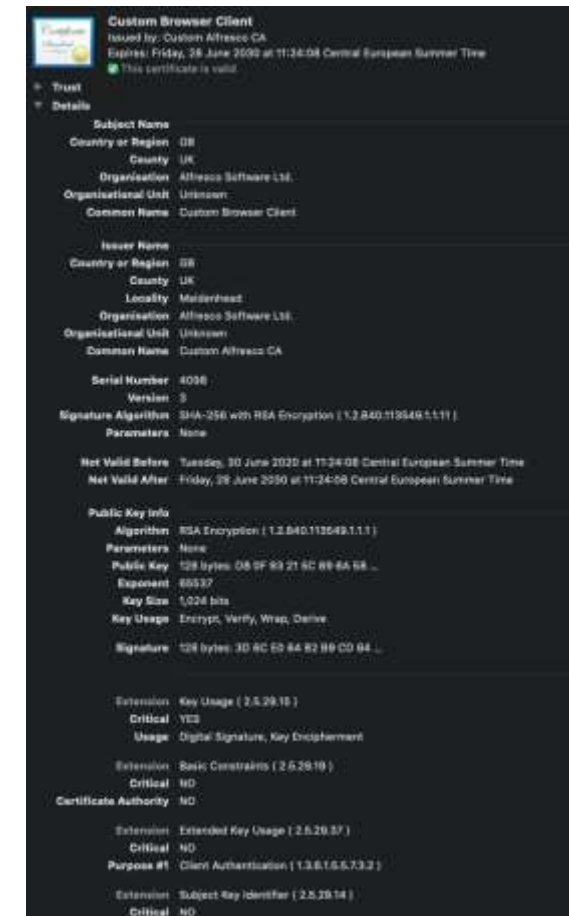 Custom Browser Client
Issued by: Custom Alfresco CA
Expires: Friday, 28 June 2030 at 11:24:08 Central European Summer Time
This certificate is valid
Trust
Details
Subject Name
Country or Region GB
County UK
Organisation Alfresco Software Ltd.
Organisational Unit Unknown
Common Name Custom Browser Client
Issuer Name
Country or Region GB
County UK
Locality Maidenhead
Organisation Alfresco Software Ltd.
Organisational Unit Unknown
Common Name Custom Alfresco CA
Serial Number 4098
Version 3
Signature Algorithm SHA-256 with RSA Encryption ( 1.2.840.113549.1.1.11 )
Parameters None
Not Valid Before Tuesday, 30 June 2020 at 11:24:08 Central European Summer Time
Not Valid After Friday, 28 June 2030 at 11:24:08 Central European Summer Time
Public Key Info
Algorithm RSA Encryption ( 1.2.840.113549.1.1.1 )
Parameters None
Public Key 128 bytes:
Exponent 65537
Key Size 1,024 bits
Key Usage Encrypt, Verify, Wrap, Derive
Signature 128 bytes:
Extension Key Usage ( 2.5.29.15 )
Critical YES
Usage Digital Signature, Key Encipherment
Extension Basic Constraints ( 2.5.29.19 )
Critical NO
Certificate Authority NO
Extension Extended Key Usage ( 2.5.29.37 )
Critical NO
Purpose #1 Client Authentication ( 1.3.6.1.5.5.7.3.2 )
Extension Subject Key Identifier ( 2.5.29.14 )
Critical NO